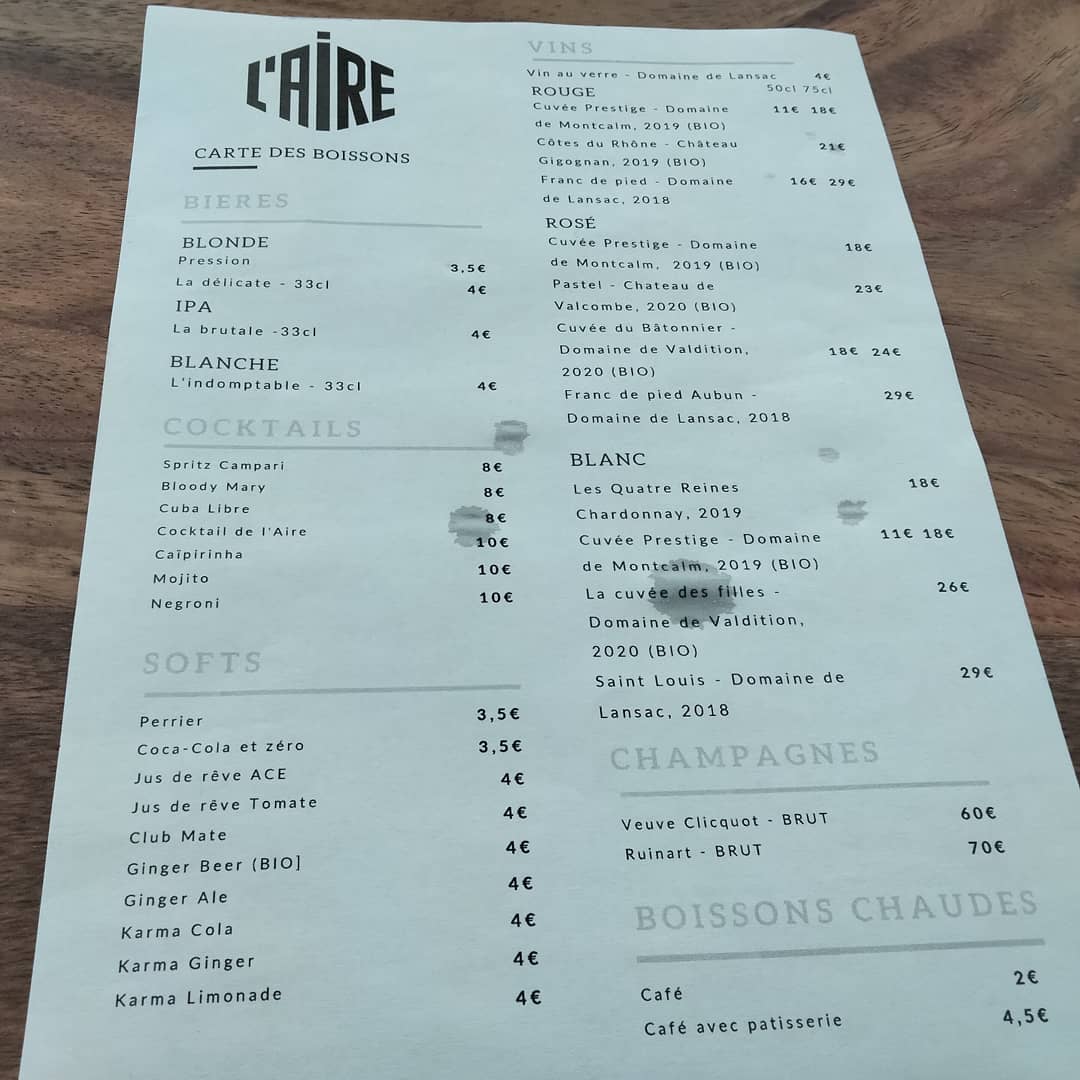 L'AIRE
CARTE DES BOISSONS
BIERES
BLONDE
Pression 3,5€
La délicate - 33cl 4€
IPA
La brutale -33cl 4€
BLANCHE
L'indomptable - 33cl 4€
COCKTAILS
Spritz Campari 8€
Bloody Mary 8€
Cuba Libre 8€
Cocktail de l'Aire 10€
Caïpirinha 10€
Mojito 10€
Negroni
SOFTS
Perrier 3,5€
Coca-Cola et zéro 3,5€
Jus de rêve ACE 4€
Jus de rêve Tomate 4€
Club Mate 4€
Ginger Beer (BIO] 4€
Ginger Ale 4€
Karma Cola 4€
Karma Ginger 4€
Karma Limonade
VINS
Vin au verre - Domaine de Lansac 4€
ROUGE 50cl 75cl
Cuvée Prestige - Domaine 11€ 18€
de Montcalm, 2019 (BIO)
Côtes du Rhône - Château 21€
Gigognan, 2019 (BIO)
Franc de pied - Domaine 16€ 29€
de Lansac, 2018
ROSÉ
Cuvée Prestige - Domaine 18€
de Montcalm, 2019 (BIO)
Pastel - Chateau de 23€
Valcombe, 2020 (BIO)
Cuvée du Bâtonnier -
Domaine de Valdition, 18€ 24€
2020 (BIO)
Franc de pied Aubun - 29€
Domaine de Lansac, 2018
BLANC
Les Quatre Reines 18€
Chardonnay, 2019
Cuvée Prestige - Domaine 11€ 18€
de Montcalm, 2019 (BIO)
La cuvée des filles - 26€
Domaine de Valdition,
2020 (BIO)
Saint Louis - Domaine de 29€
Lansac, 2018
CHAMPAGNES
Veuve Clicquot - BRUT 60€
Ruinart - BRUT 70€
BOISSONS CHAUDES
Café 2€
Café avec patisserie 4,5€